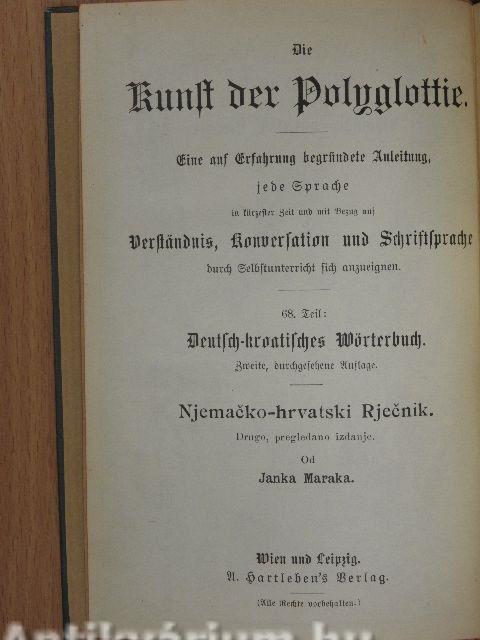 Die
Kunst der Polyglottie.
Eine auf Erfahrung begründete Anleitung,
jede Sprache
in kürzester Zeit und mit Bezug auf
Verständnis, Konversation und Schriftsprache
durch Selbstunterricht sich anzueignen.
68. Teil:
Deutsch-kroatisches Wörterbuch.
Zweite, durchgesehene Auflage.
Njemačko-hrvatski Rječnik.
Drugo, pregledano izdanje.
Od
Janka Maraka.
Wien und Leipzig.
A. Hartleben's Verlag.
(Alle Rechte vorbehalten.)
Antikvárium.hu